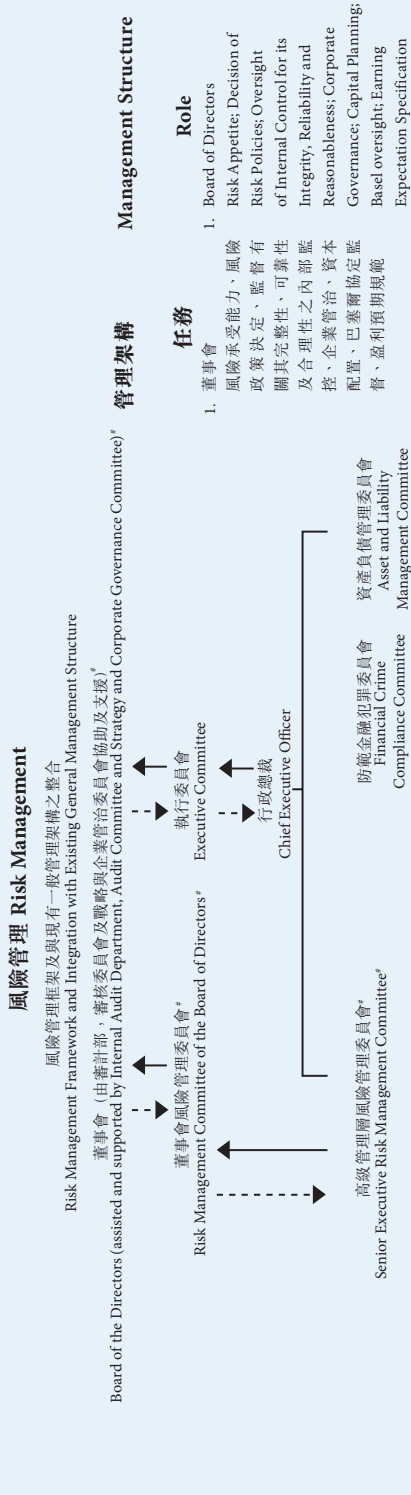 風險管理 Risk Management
風險管理框架及與現有一般管理架構之整合
Risk Management Framework and Integration with Existing General Management Structure
董事會（由審計部，審核委員會及戰略與企業管治委員會協助及支援）#
Board of the Directors (assisted and supported by Internal Audit Department, Audit Committee and Strategy and Corporate Governance Committee)#
董事會風險管理委員會#
Risk Management Committee of the Board of Directors#
執行委員會
Executive Committee
行政總裁
Chief Executive Officer
高級管理層風險管理委員會#
Senior Executive Risk Management Committee#
防範金融犯罪委員會
Financial Crime
Compliance Committee
資產負債管理委員會
Asset and Liability
Management Committee
管理架構
任務
1. 董事會
風險承受能力、風險
政策決定、監督有
關其完整性、可靠性
及合理性之內部監
控、企業管治、資本
配置、巴塞爾協定監
督、盈利預期規範
Management Structure
Role
1. Board of Directors
Risk Appetite; Decision of
Risk Policies; Oversight
of Internal Control for its
Integrity, Reliability and
Reasonableness; Corporate
Governance; Capital Planning;
Basel oversight; Earning
Expectation Specification